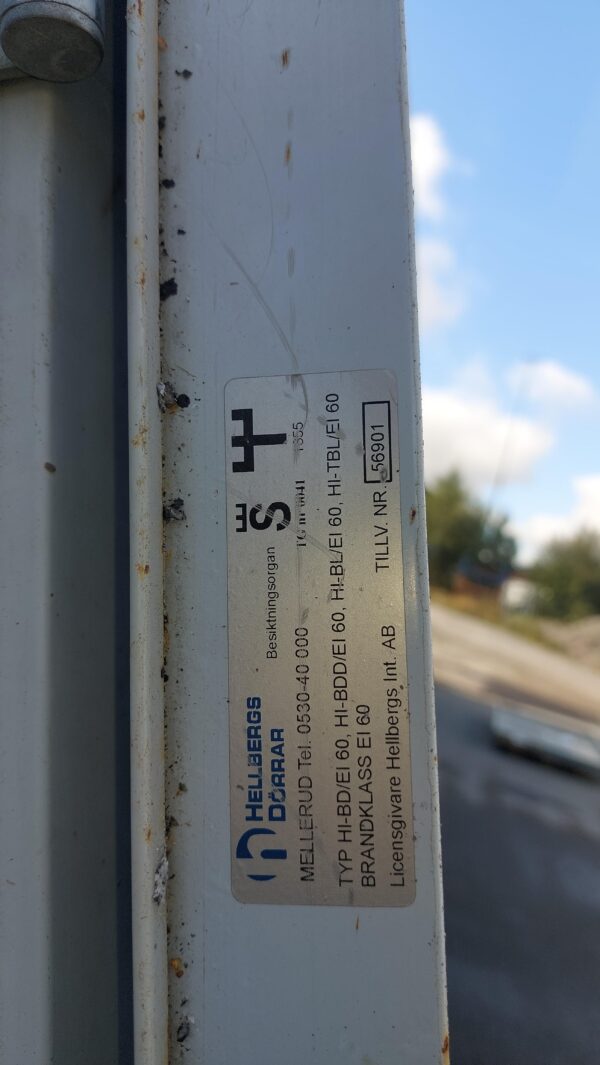 HELLBERGS
DÖRRAR
Besiktningsorgan
MELLERUD Tel. 0530-40 000
TYP HI-BD/EI 60, HI-BDD/EI 60, HI-BL/EI 60, HI-TBL/EI 60
BRANDKLASS EI 60
Licensgivare Hellbergs Int. AB
TILLV. NR. 56901